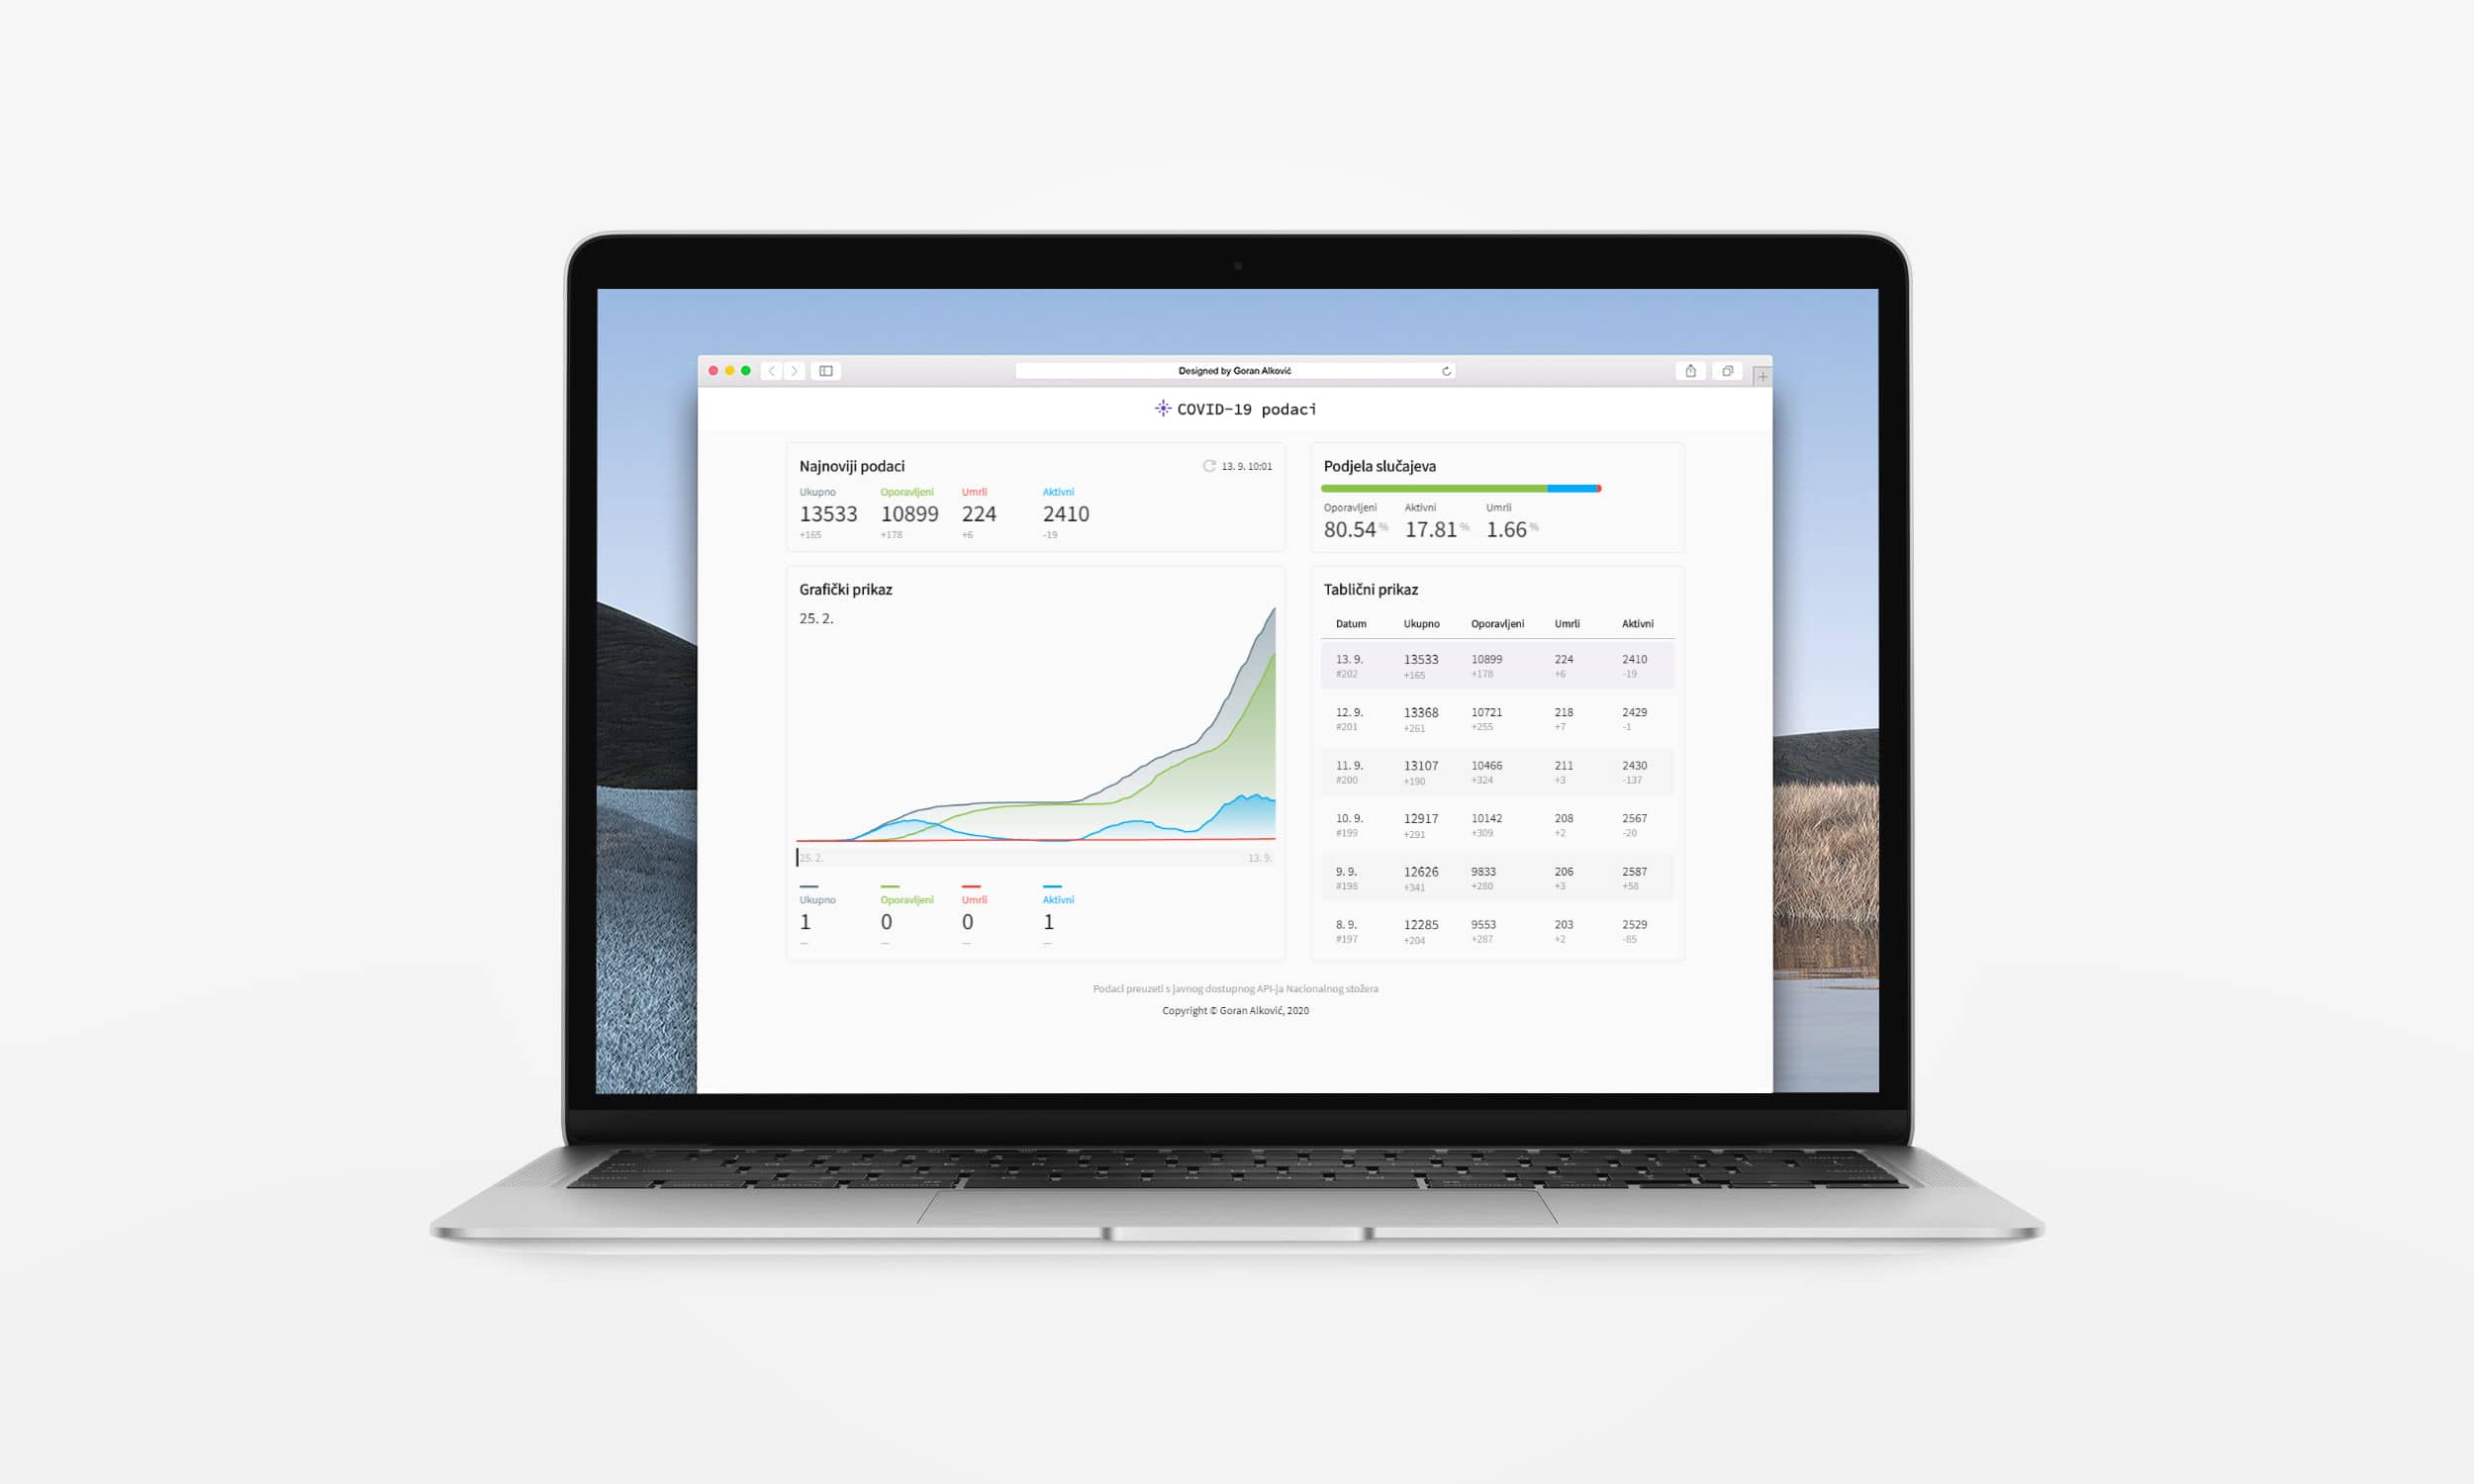 Designed by Goran Alković
COVID-19 podaci
Najnoviji podaci
13. 9. 10:01
Ukupno Oporavljeni Umrli Aktivni
13533 10899 224 2410
+165 +178 +6 -19
Podjela slučajeva
Oporavljeni Aktivni Umrli
80.54% 17.81% 1.66%
Grafički prikaz
25. 2.
25. 2. 13. 9.
Ukupno Oporavljeni Umrli Aktivni
1 0 0 1
— — — —
Tablični prikaz
Datum Ukupno Oporavljeni Umrli Aktivni
13. 9. 13533 10899 224 2410
#202 +165 +178 +6 -19
12. 9. 13368 10721 218 2429
#201 +261 +255 +7 -1
11. 9. 13107 10466 211 2430
#200 +190 +324 +3 -137
10. 9. 12917 10142 208 2567
#199 +291 +309 +2 -20
9. 9. 12626 9833 206 2587
#198 +341 +280 +3 +58
8. 9. 12285 9553 203 2529
#197 +204 +287 +2 -85
Podaci preuzeti s javnog dostupnog API-ja Nacionalnog stožera
Copyright © Goran Alković, 2020